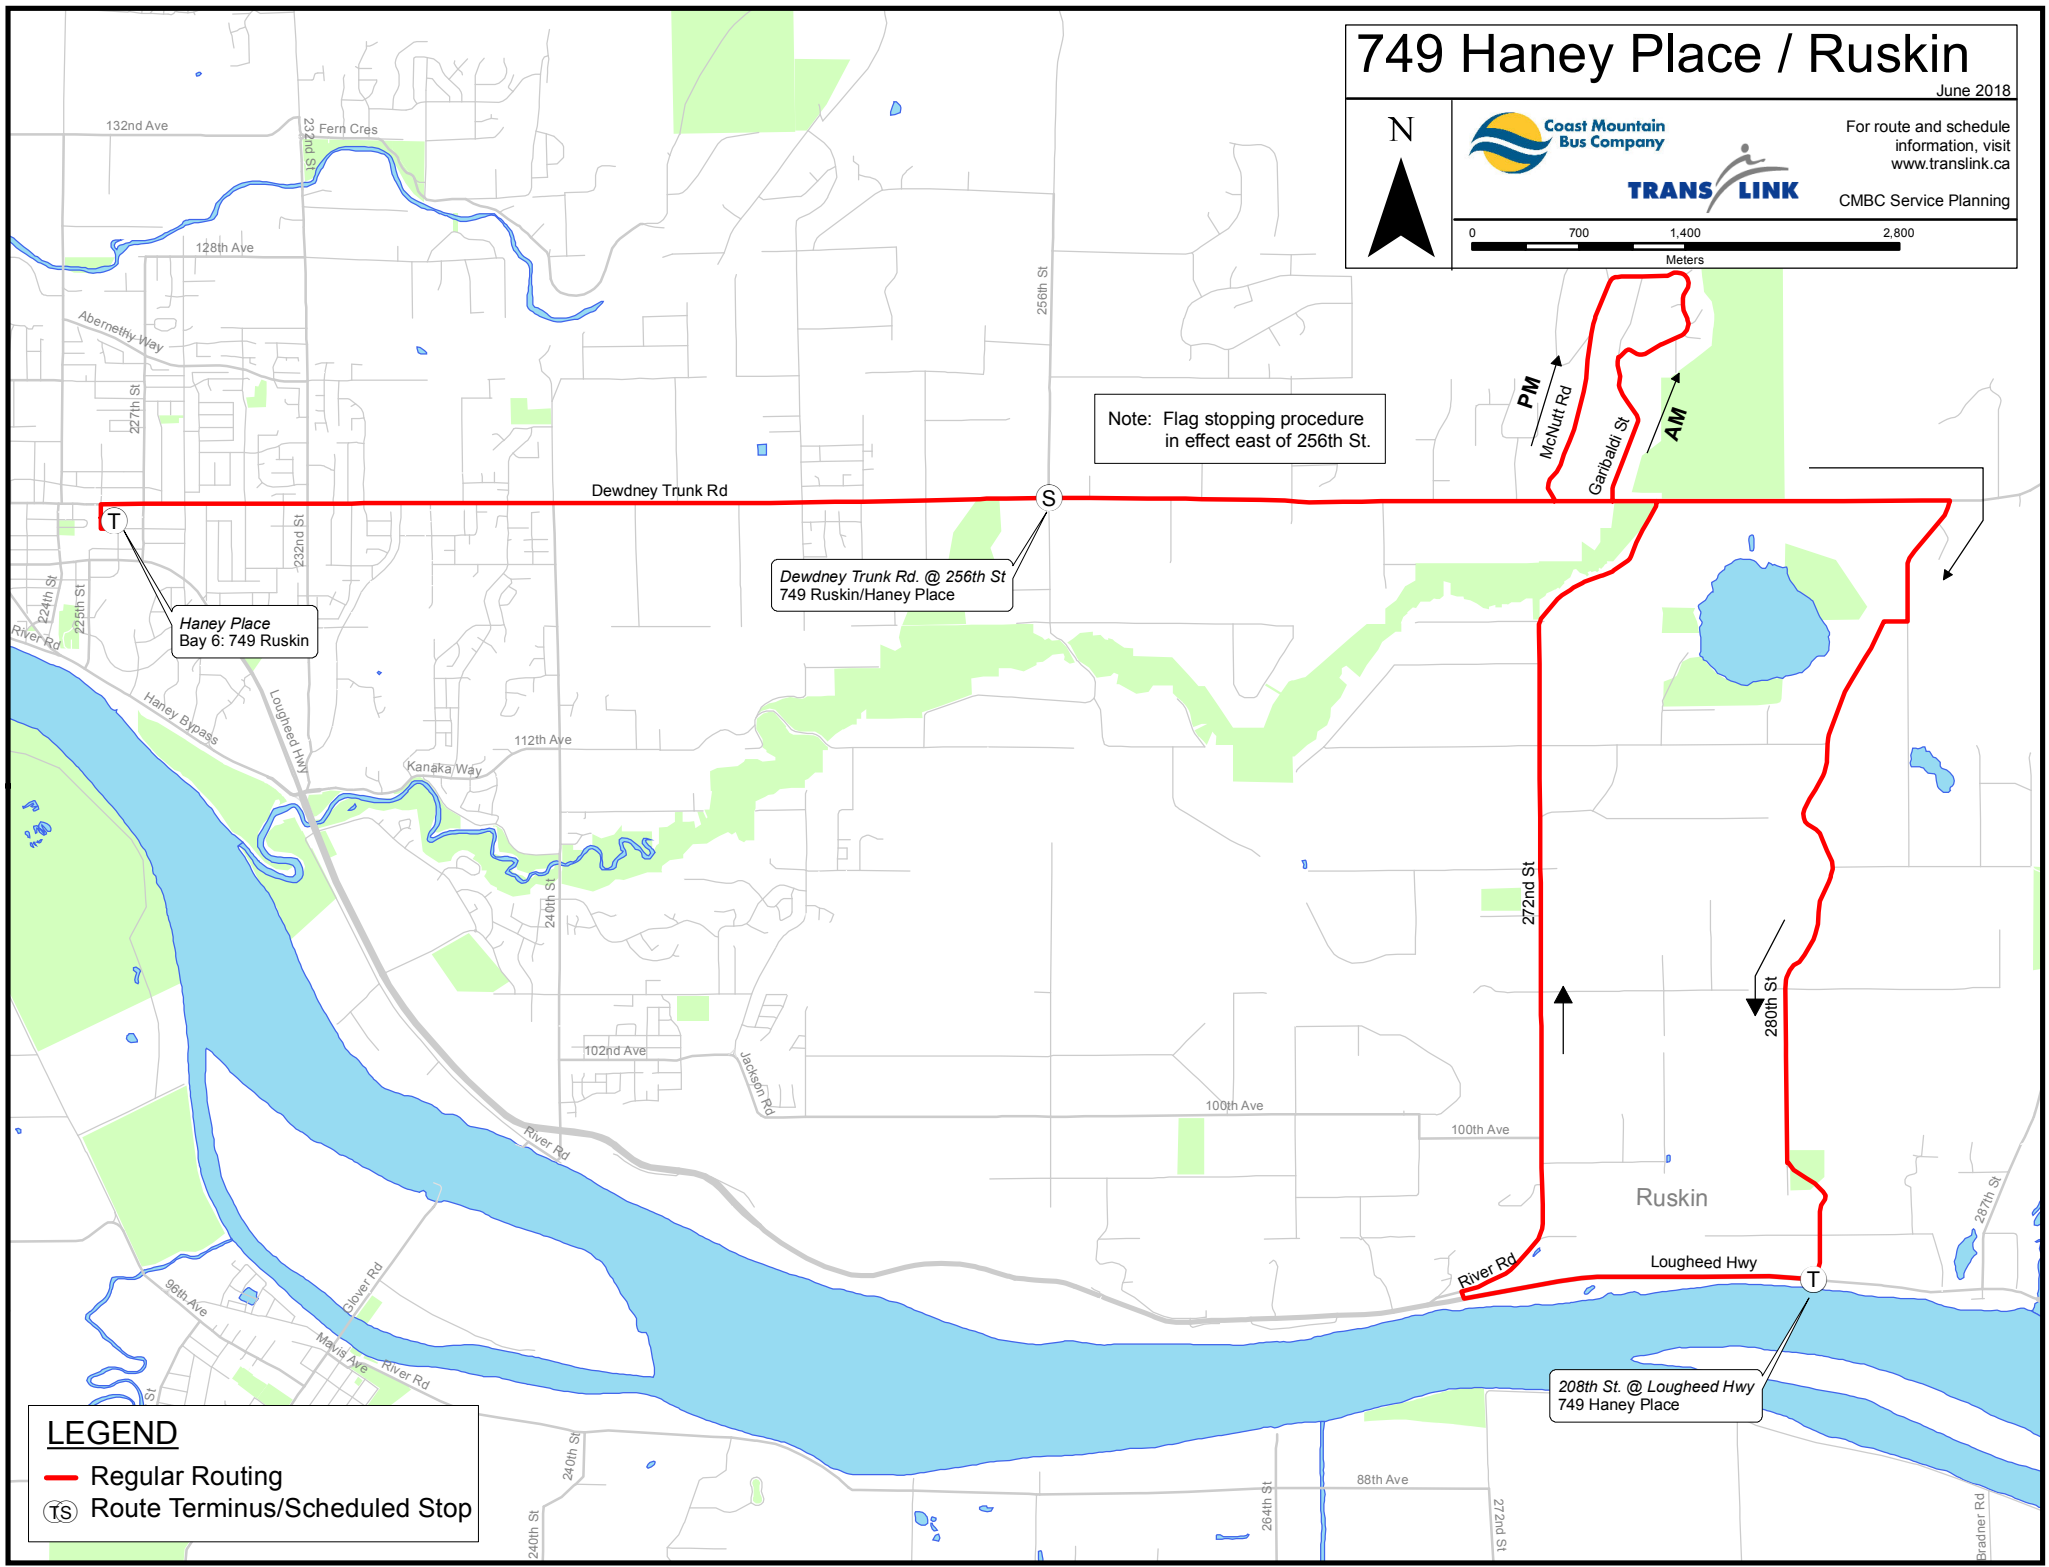 749 Haney Place / Ruskin
June 2018
N
Coast Mountain
Bus Company
TRANS LINK
For route and schedule
information, visit
www.translink.ca
CMBC Service Planning
0 700 1,400 2,800
Meters
132nd Ave
232nd St
Fern Cres
128th Ave
256th St
Abernethy Way
227th St
PM
McNutt Rd
Garibaldi St
AM
Note: Flag stopping procedure
in effect east of 256th St.
Dewdney Trunk Rd
S
T
232nd St
Dewdney Trunk Rd. @ 256th St
749 Ruskin/Haney Place
224th St
225th St
Haney Place
Bay 6: 749 Ruskin
River Rd
Haney Bypass
Lougheed Hwy
112th Ave
Kanaka Way
240th St
272nd St
280th St
102nd Ave
Jackson Rd
100th Ave
100th Ave
River Rd
Ruskin
287th St
River Rd
Lougheed Hwy
T
96th Ave
Glover Rd
Mavis Ave
River Rd
St
208th St. @ Lougheed Hwy
749 Haney Place
LEGEND
Regular Routing
TS Route Terminus/Scheduled Stop
240th St
240th St
264th St
88th Ave
272nd St
Bradner Rd